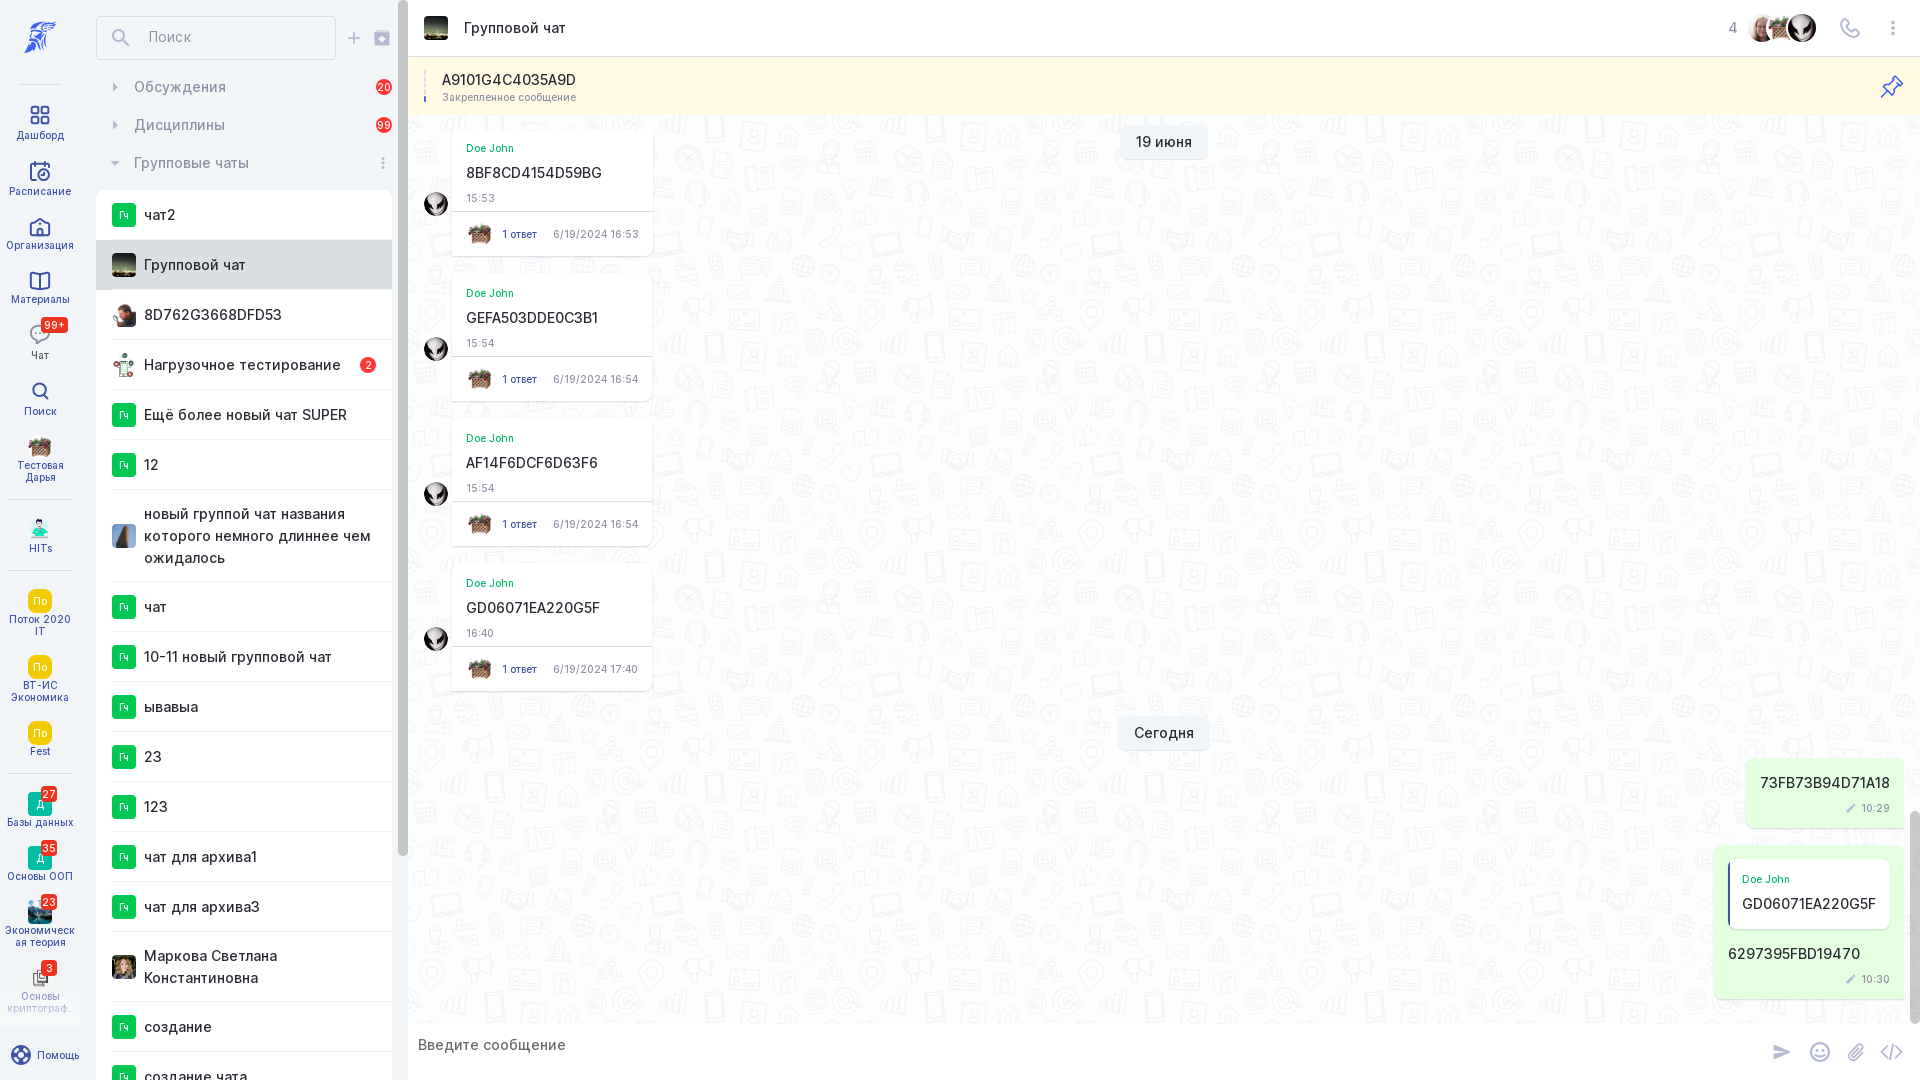 Дашборд
Расписание
Организация
Материалы
99+
Чат
Поиск
Тестовая
Дарья
HITs
По
Поток 2020
IT
По
ВТ-ИС
Экономика
По
Fest
27
Д
Базы данных
35
Д
Основы ООП
23
Экономическ
ая теория
3
Основы
криптограф...
Помощь
Поиск
Обсуждения
20
Дисциплины
99
Групповые чаты
Гч
чат2
Групповой чат
8D762G3668DFD53
Нагрузочное тестирование
2
Гч
Ещё более новый чат SUPER
Гч
12
новый группой чат названия
которого немного длиннее чем
ожидалось
Гч
чат
Гч
10-11 новый групповой чат
Гч
ывавыа
Гч
23
Гч
123
Гч
чат для архива1
Гч
чат для архива3
Маркова Светлана
Константиновна
Гч
создание
Гч
создание чата
Групповой чат
4
A9101G4C4035A9D
Закрепленное сообщение
19 июня
Doe John
8BF8CD4154D59BG
15:53
1 ответ
6/19/2024 16:53
Doe John
GEFA503DDE0C3B1
15:54
1 ответ
6/19/2024 16:54
Doe John
AF14F6DCF6D63F6
15:54
1 ответ
6/19/2024 16:54
Doe John
GD06071EA220G5F
16:40
1 ответ
6/19/2024 17:40
Сегодня
73FB73B94D71A18
10:29
Doe John
GD06071EA220G5F
6297395FBD19470
10:30
Введите сообщение